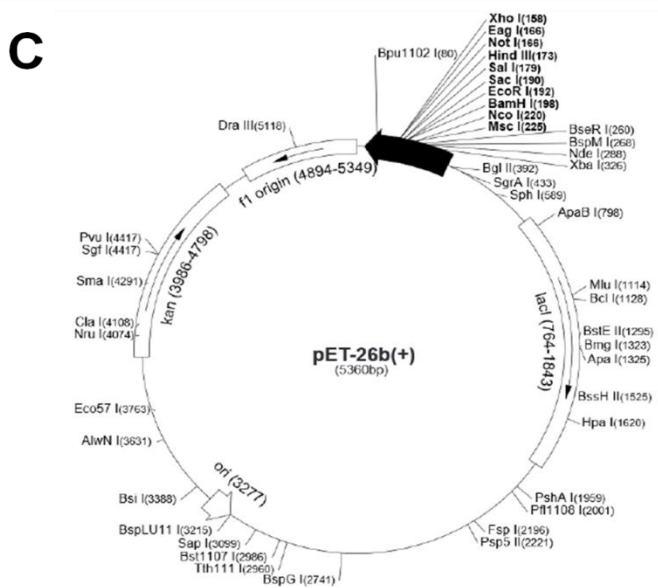 C
Xho I(158)
Eag I(166)
Not I(166)
Hind III(173)
Sal I(179)
Sac I(190)
EcoR I(192)
BamH I(198)
Nco I(220)
Msc I(225)
Bpu1102 I(80)
BseR I(260)
BspM I(268)
Nde I(288)
Xba I(326)
Bgl II(392)
SgrA I(433)
Sph I(589)
ApaB I(798)
Mlu I(1114)
Bcl I(1128)
BstE II(1295)
Bmg I(1323)
Apa I(1325)
BssH II(1525)
Hpa I(1620)
PshA I(1959)
Pfl1108 I(2001)
Fsp I(2196)
Psp5 II(2221)
BspG I(2741)
Tth111 I(2960)
Bst1107 I(2986)
Sap I(3099)
BspLU11 I(3215)
Bsi I(3388)
AlwN I(3631)
Eco57 I(3763)
Nru I(4074)
Cla I(4108)
Sma I(4291)
Sgf I(4417)
Pvu I(4417)
Dra III(5118)
f1 origin (4894-5349)
kan (3986-4798)
lacI (764-1843)
ori (3277)
pET-26b(+)
(5360bp)